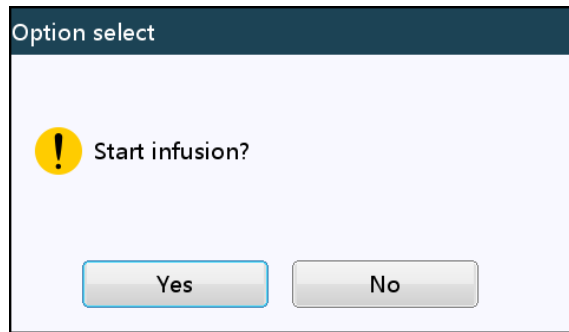 Option select
Start infusion?
Yes
No